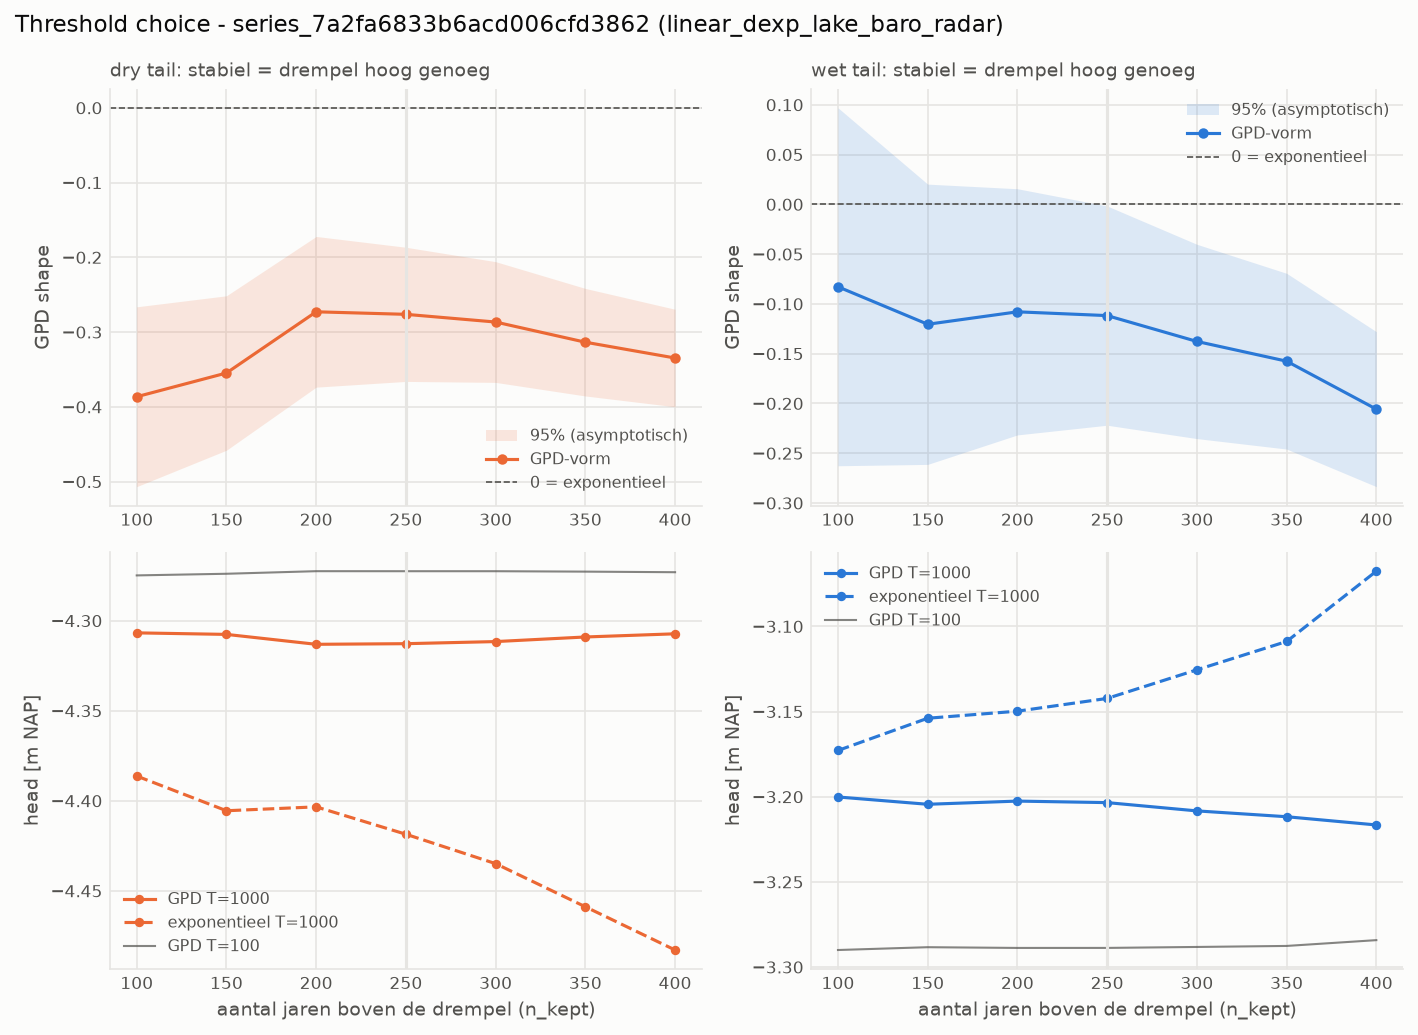 Threshold choice - series_7a2fa6833b6acd006cfd3862 (linear_dexp_lake_baro_radar)
dry tail: stabiel = drempel hoog genoeg
GPD shape
0.0
−0.1
−0.2
−0.3
−0.4
−0.5
95% (asymptotisch)
GPD-vorm
0 = exponentieel
100 150 200 250 300 350 400
wet tail: stabiel = drempel hoog genoeg
GPD shape
0.10
0.05
0.00
−0.05
−0.10
−0.15
−0.20
−0.25
−0.30
95% (asymptotisch)
GPD-vorm
0 = exponentieel
100 150 200 250 300 350 400
head [m NAP]
−4.30
−4.35
−4.40
−4.45
GPD T=1000
exponentieel T=1000
GPD T=100
100 150 200 250 300 350 400
aantal jaren boven de drempel (n_kept)
head [m NAP]
−3.10
−3.15
−3.20
−3.25
−3.30
GPD T=1000
exponentieel T=1000
GPD T=100
100 150 200 250 300 350 400
aantal jaren boven de drempel (n_kept)